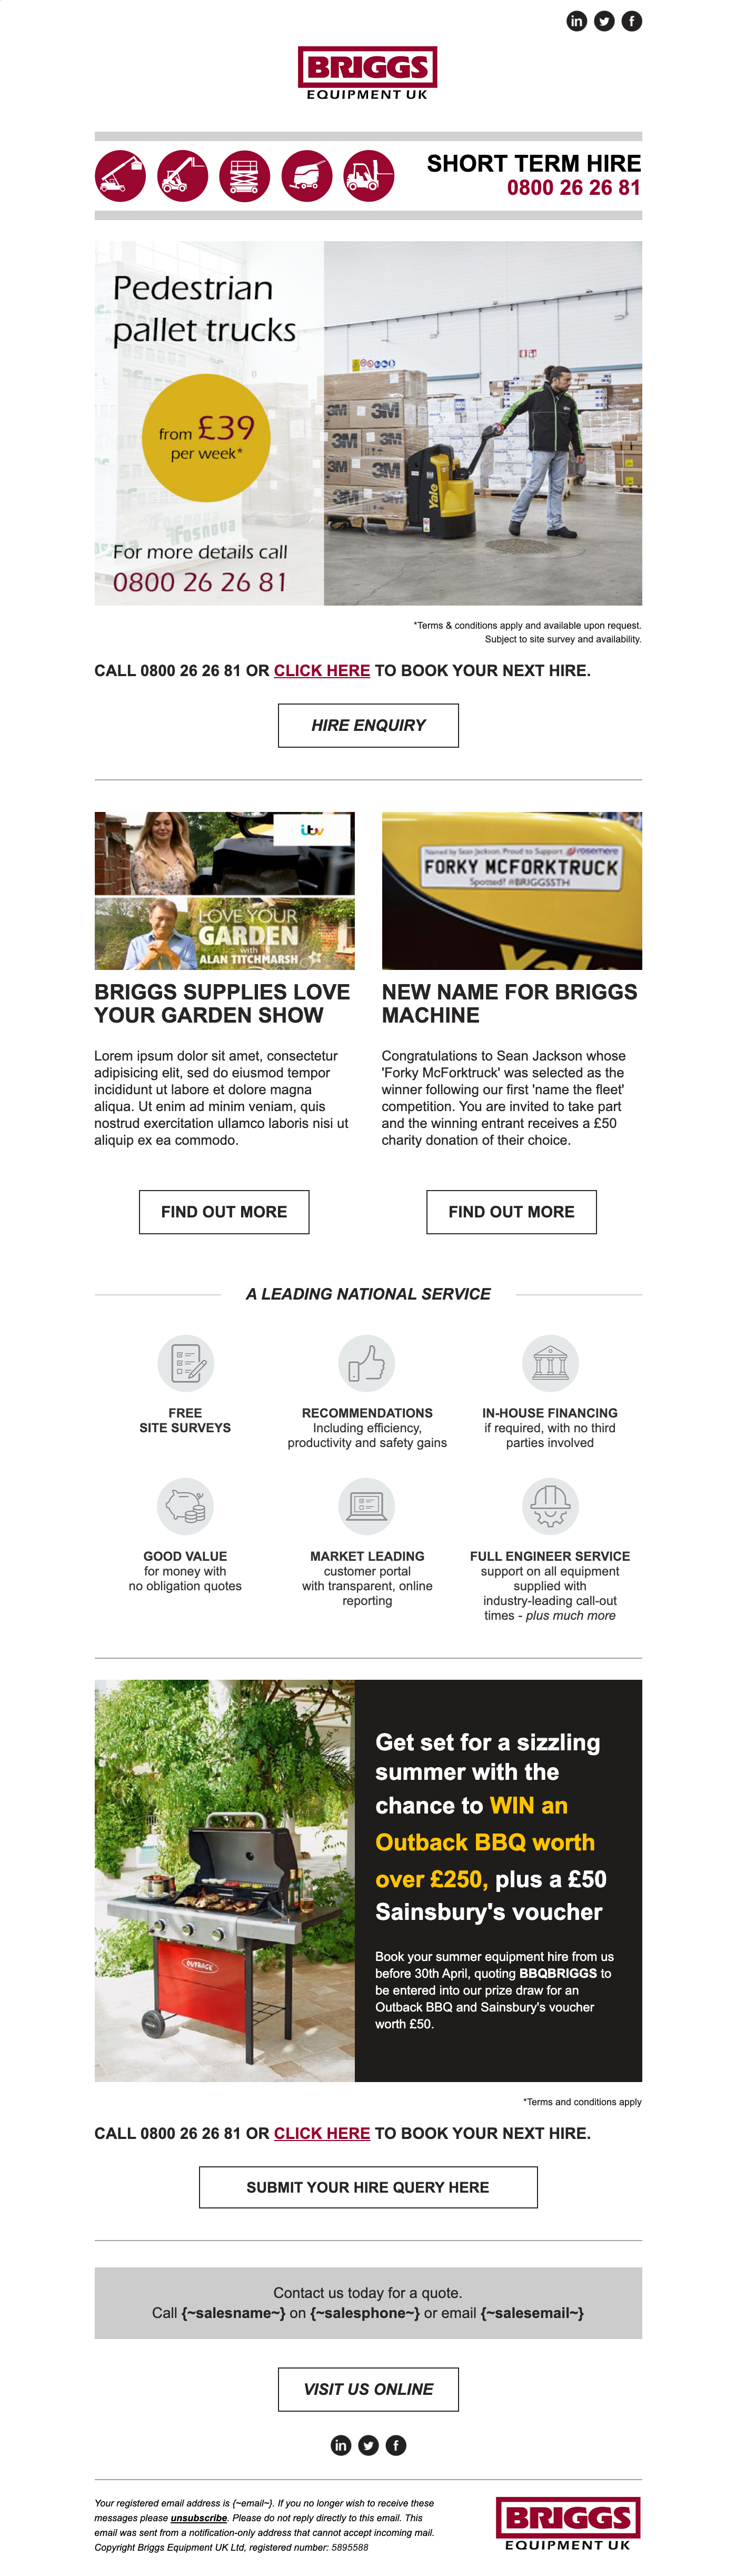 BRIGGS
EQUIPMENT UK
SHORT TERM HIRE
0800 26 26 81
Pedestrian
pallet trucks
from £39
per week*
fosnova
For more details call
0800 26 26 81
3M 3M
3M
3M 3M
3M
Yale
*Terms & conditions apply and available upon request.
Subject to site survey and availability.
CALL 0800 26 26 81 OR CLICK HERE TO BOOK YOUR NEXT HIRE.
HIRE ENQUIRY
itv
LOVE YOUR
GARDEN
with
ALAN TITCHMARSH
Named by Sean Jackson. Proud to Support rosemere
FORKY MCFORKTRUCK
Spotted? #BRIGGSSTH
Yale
BRIGGS SUPPLIES LOVE
YOUR GARDEN SHOW
Lorem ipsum dolor sit amet, consectetur
adipisicing elit, sed do eiusmod tempor
incididunt ut labore et dolore magna
aliqua. Ut enim ad minim veniam, quis
nostrud exercitation ullamco laboris nisi ut
aliquip ex ea commodo.
FIND OUT MORE
NEW NAME FOR BRIGGS
MACHINE
Congratulations to Sean Jackson whose
'Forky McForktruck' was selected as the
winner following our first 'name the fleet'
competition. You are invited to take part
and the winning entrant receives a £50
charity donation of their choice.
FIND OUT MORE
A LEADING NATIONAL SERVICE
FREE
SITE SURVEYS
RECOMMENDATIONS
Including efficiency,
productivity and safety gains
IN-HOUSE FINANCING
if required, with no third
parties involved
GOOD VALUE
for money with
no obligation quotes
MARKET LEADING
customer portal
with transparent, online
reporting
FULL ENGINEER SERVICE
support on all equipment
supplied with
industry-leading call-out
times - plus much more
OUTBACK
Get set for a sizzling
summer with the
chance to WIN an
Outback BBQ worth
over £250, plus a £50
Sainsbury's voucher
Book your summer equipment hire from us
before 30th April, quoting BBQBRIGGS to
be entered into our prize draw for an
Outback BBQ and Sainsbury's voucher
worth £50.
*Terms and conditions apply
CALL 0800 26 26 81 OR CLICK HERE TO BOOK YOUR NEXT HIRE.
SUBMIT YOUR HIRE QUERY HERE
Contact us today for a quote.
Call {~salesname~} on {~salesphone~} or email {~salesemail~}
VISIT US ONLINE
Your registered email address is {~email~}. If you no longer wish to receive these
messages please unsubscribe. Please do not reply directly to this email. This
email was sent from a notification-only address that cannot accept incoming mail.
Copyright Briggs Equipment UK Ltd, registered number: 5895588
BRIGGS
EQUIPMENT UK